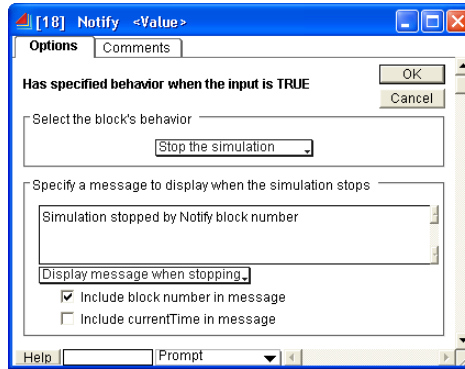 [18] Notify <Value>
Options Comments
Has specified behavior when the input is TRUE
OK
Cancel
Select the block's behavior
Stop the simulation
Specify a message to display when the simulation stops
Simulation stopped by Notify block number
Display message when stopping
Include block number in message
Include currentTime in message
Help Prompt